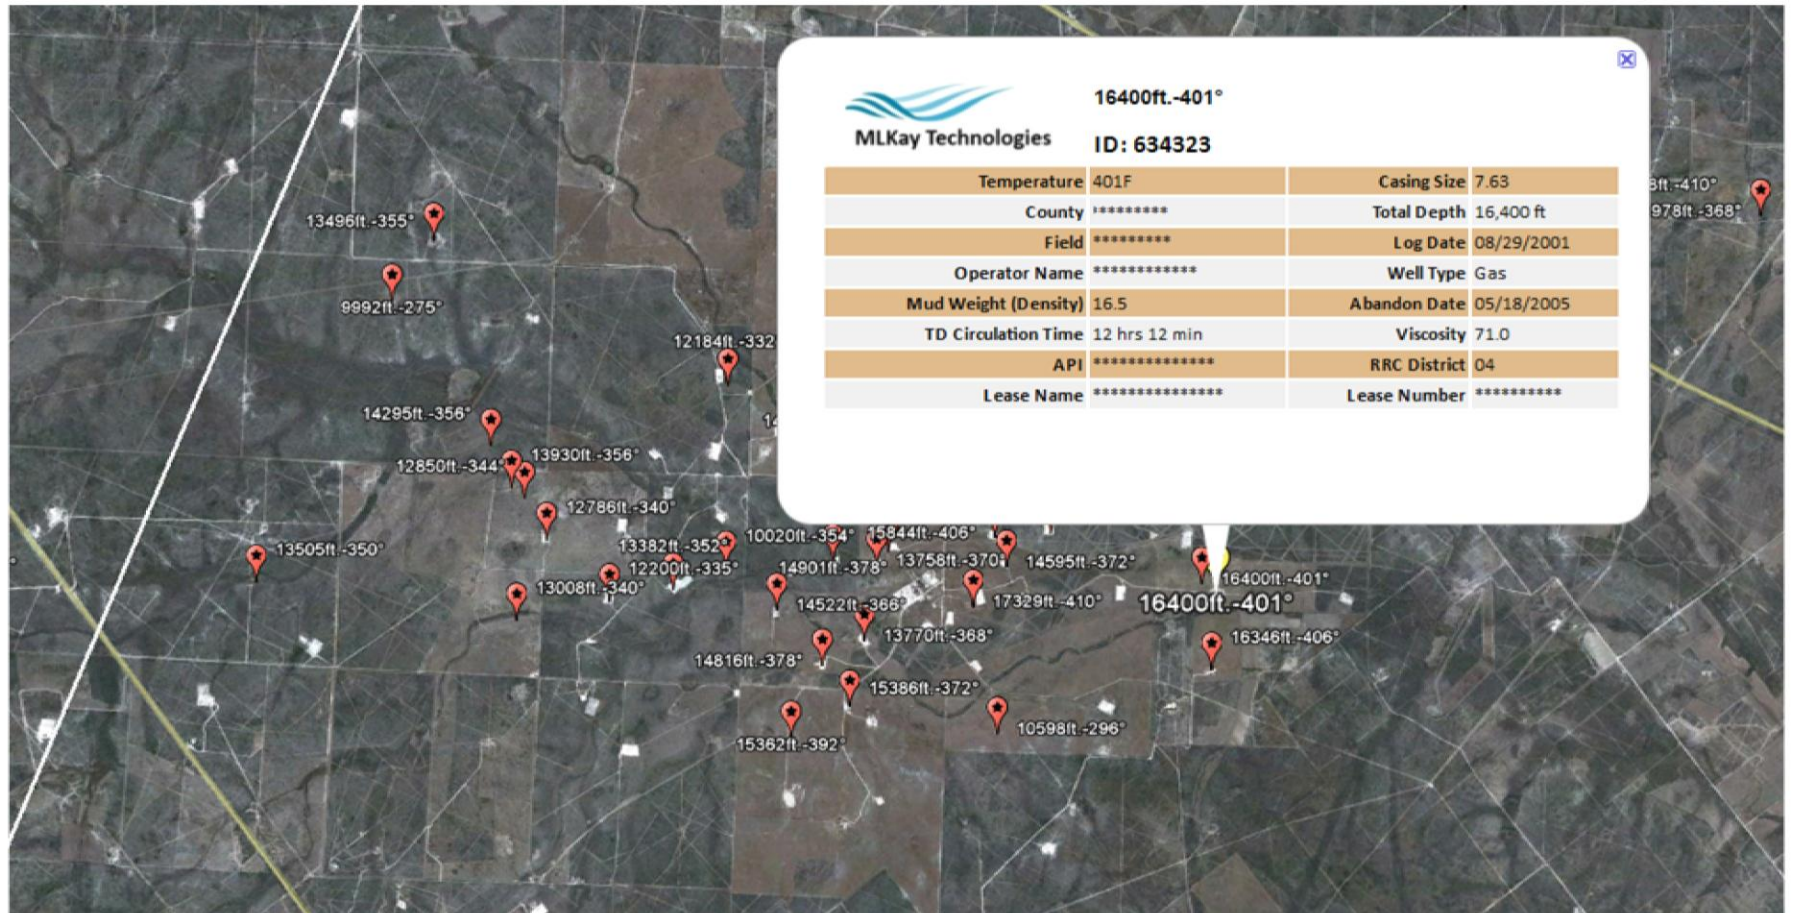 16400ft.-401°
MLKay Technologies
ID: 634323
Temperature 401F Casing Size 7.63
County ********* Total Depth 16,400 ft
Field ********* Log Date 08/29/2001
Operator Name ************ Well Type Gas
Mud Weight (Density) 16.5 Abandon Date 05/18/2005
TD Circulation Time 12 hrs 12 min Viscosity 71.0
API ************** RRC District 04
Lease Name *************** Lease Number **********
8ft.-410°
978ft.-368°
13496ft.-355°
9992ft.-275°
12184ft.-332
14295ft.-356°
13930ft.-356°
12850ft.-344°
12786ft.-340°
13505ft.-350°
13382ft.-352°
10020ft.-354°
15844ft.-406°
12200ft.-335°
14901ft.-378°
13758ft.-370°
14595ft.-372°
13008ft.-340°
14522ft.-366°
17329ft.-410°
16400ft.-401°
16400ft.-401°
13770ft.-368°
16346ft.-406°
14816ft.-378°
15386ft.-372°
15362ft.-392°
10598ft.-296°